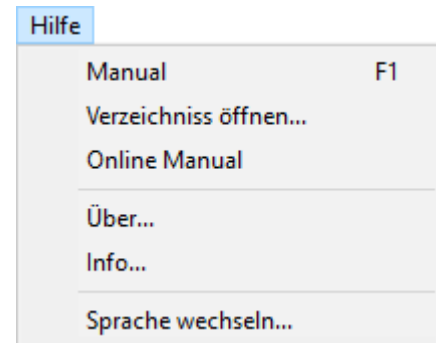 Hilfe
Manual F1
Verzeichniss öffnen...
Online Manual
Über...
Info...
Sprache wechseln...